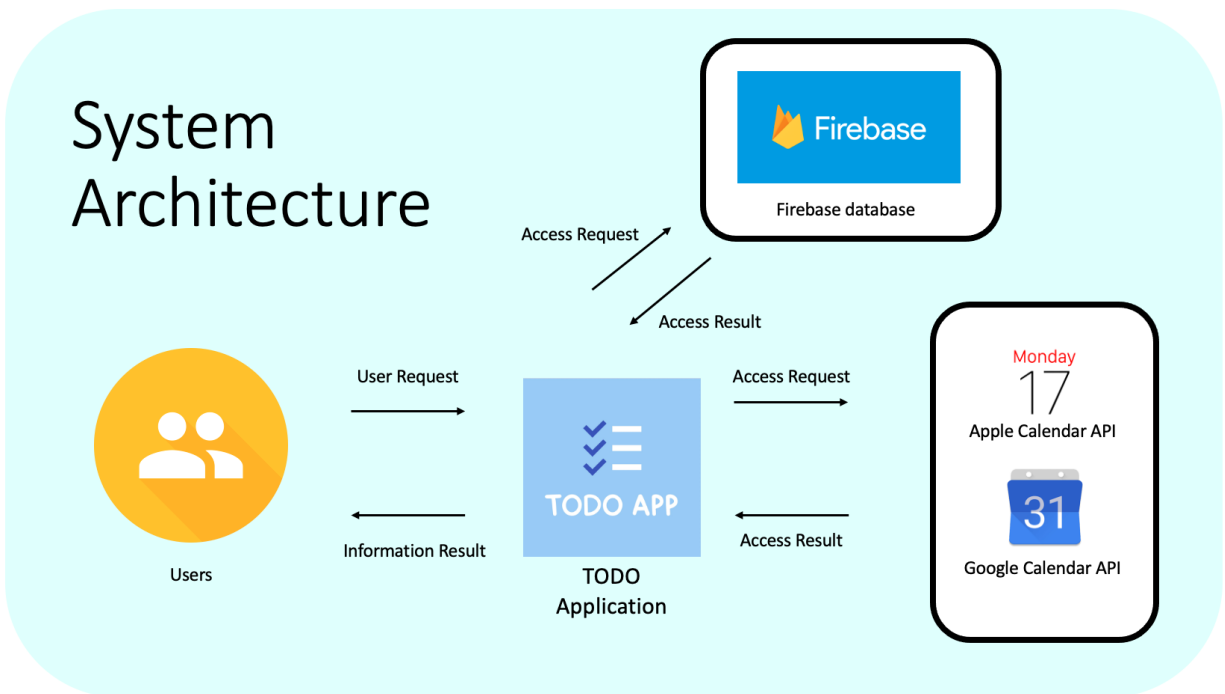 System
Architecture
Firebase
Firebase database
Access Request
Access Result
User Request
Information Result
Users
TODO APP
TODO
Application
Access Request
Access Result
Monday
17
Apple Calendar API
31
Google Calendar API